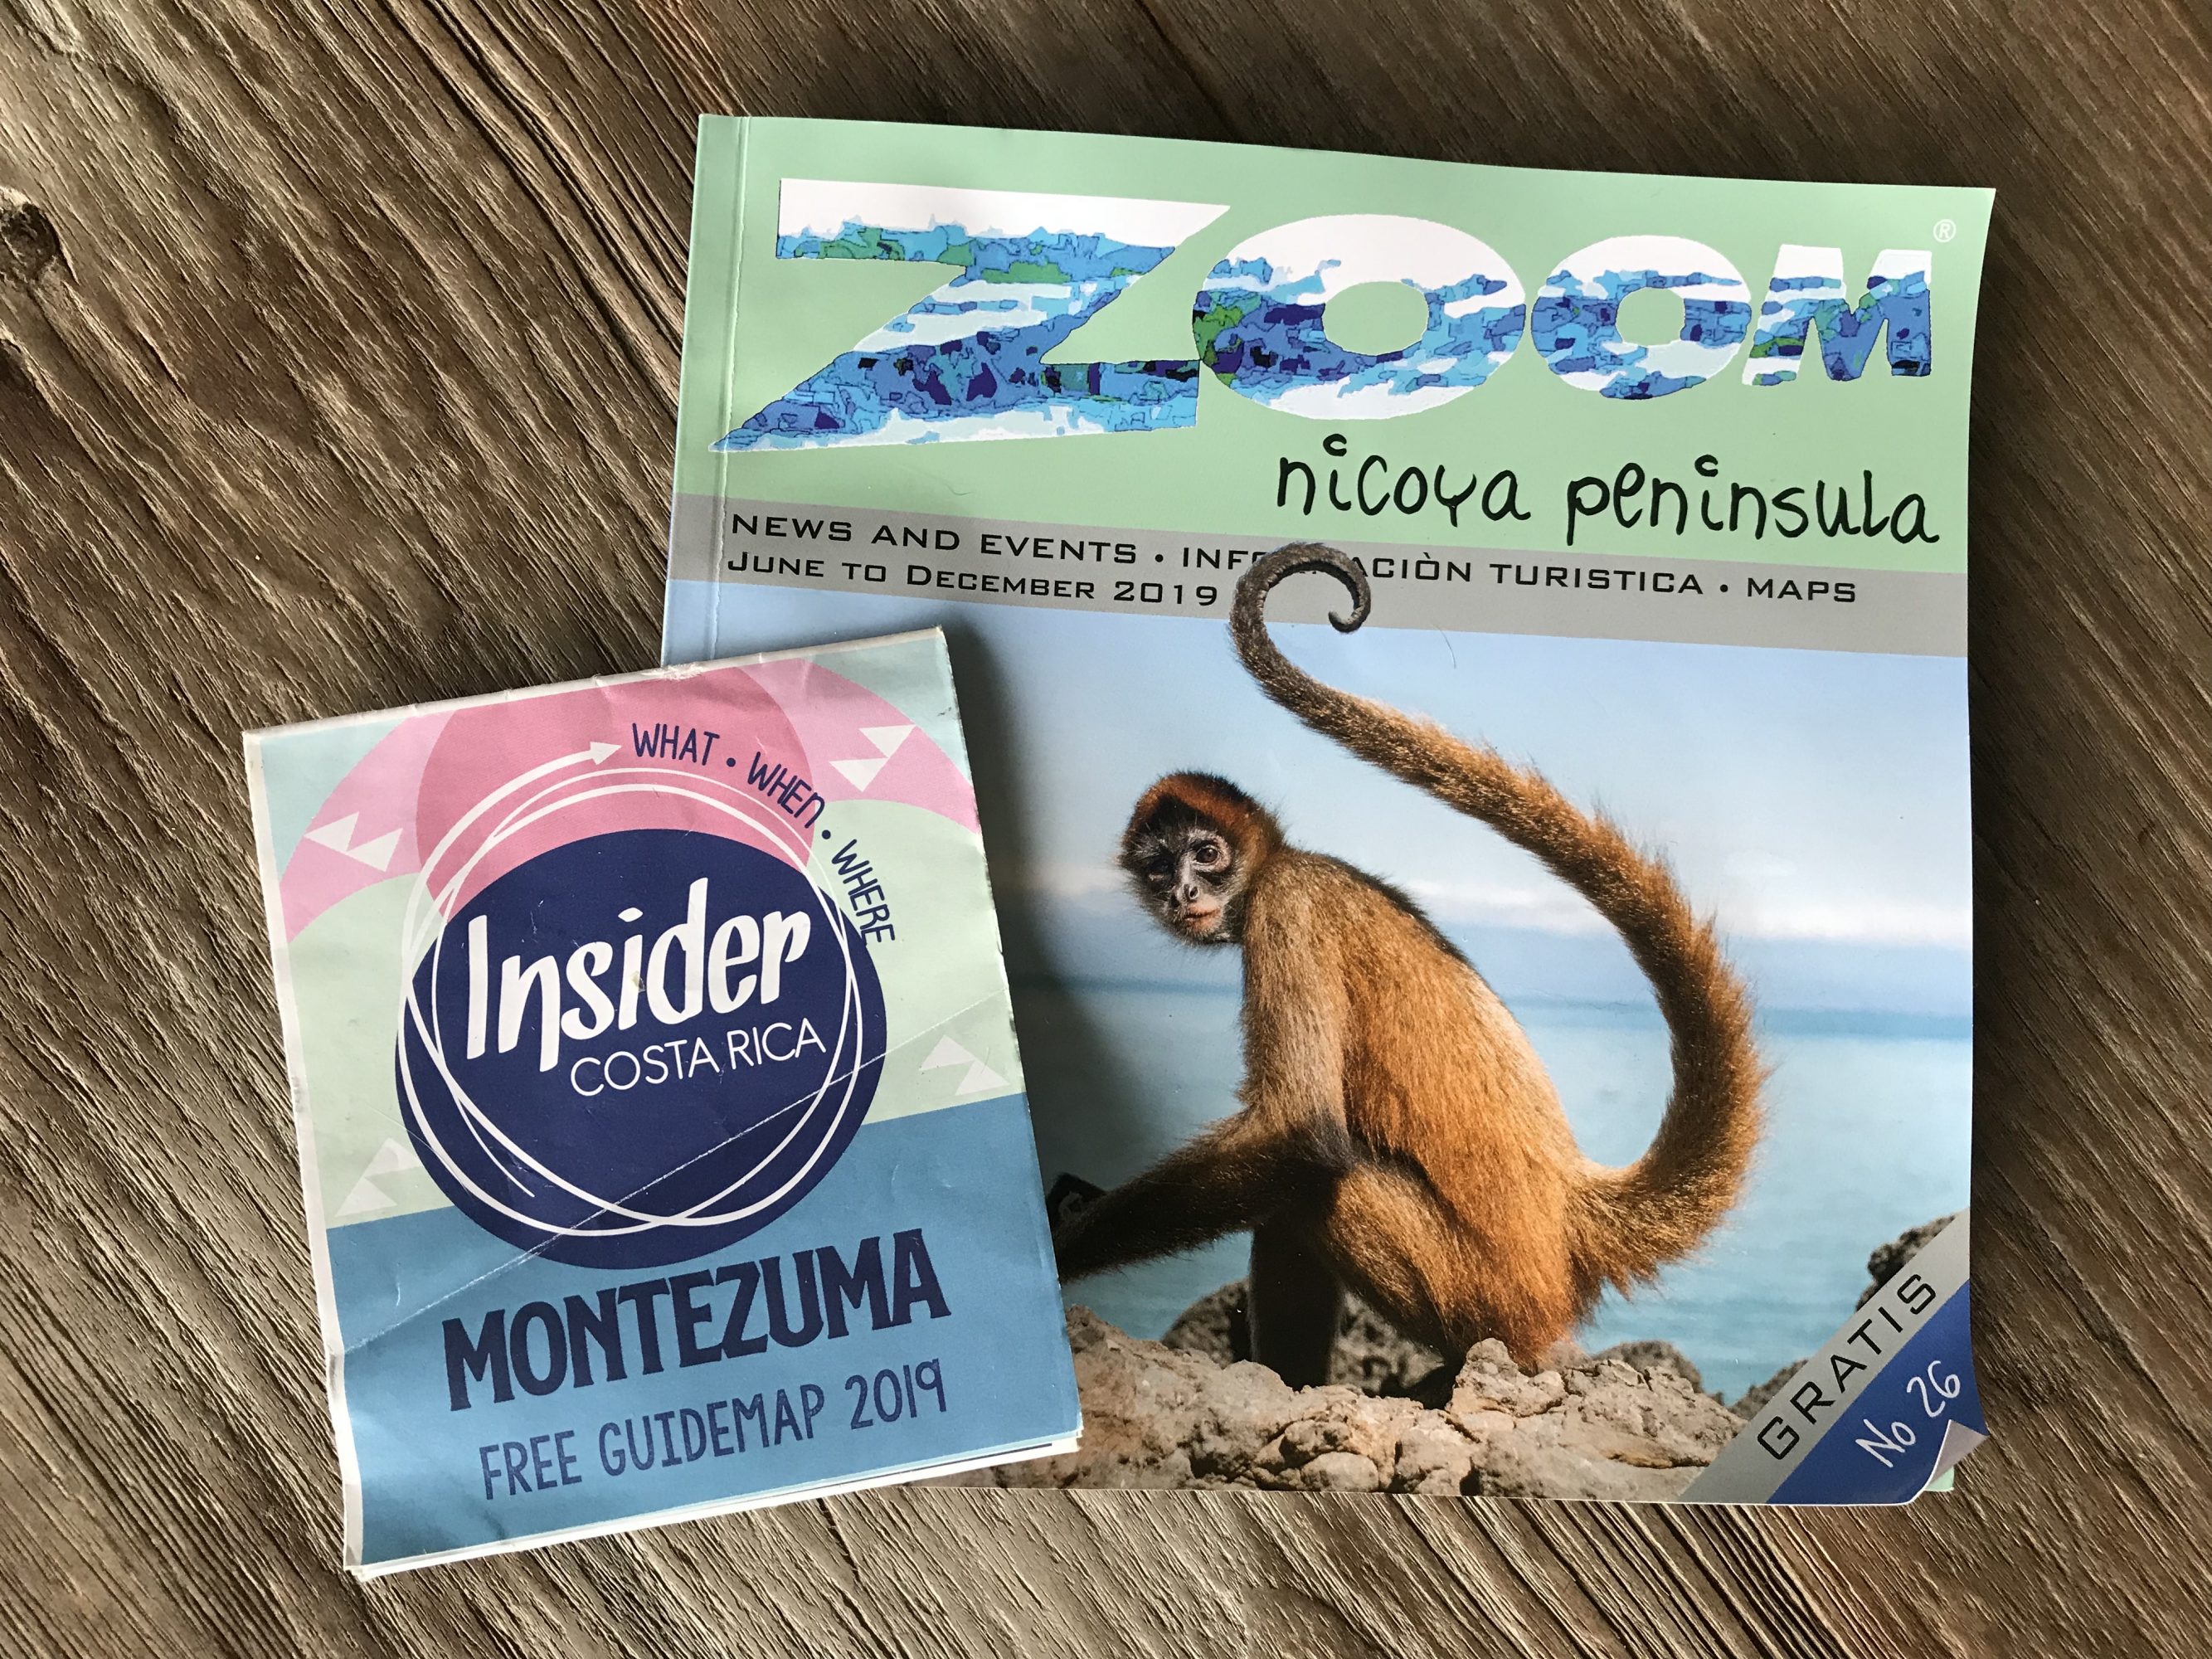 ZOOM®
nicoya peninsula
NEWS AND EVENTS • INF ACIÒN TURISTICA • MAPS
JUNE TO DECEMBER 2019
GRATIS
No 26
WHAT • WHEN • WHERE
Insider
COSTA RICA
MONTEZUMA
FREE GUIDEMAP 2019